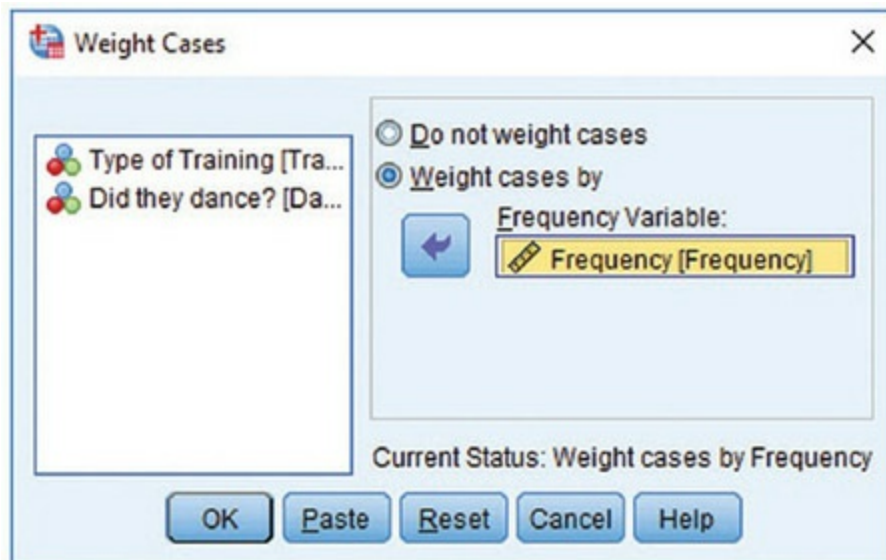 Weight Cases
Type of Training [Tra...
Did they dance? [Da...
Do not weight cases
Weight cases by
Frequency Variable:
Frequency [Frequency]
Current Status: Weight cases by Frequency
OK Paste Reset Cancel Help